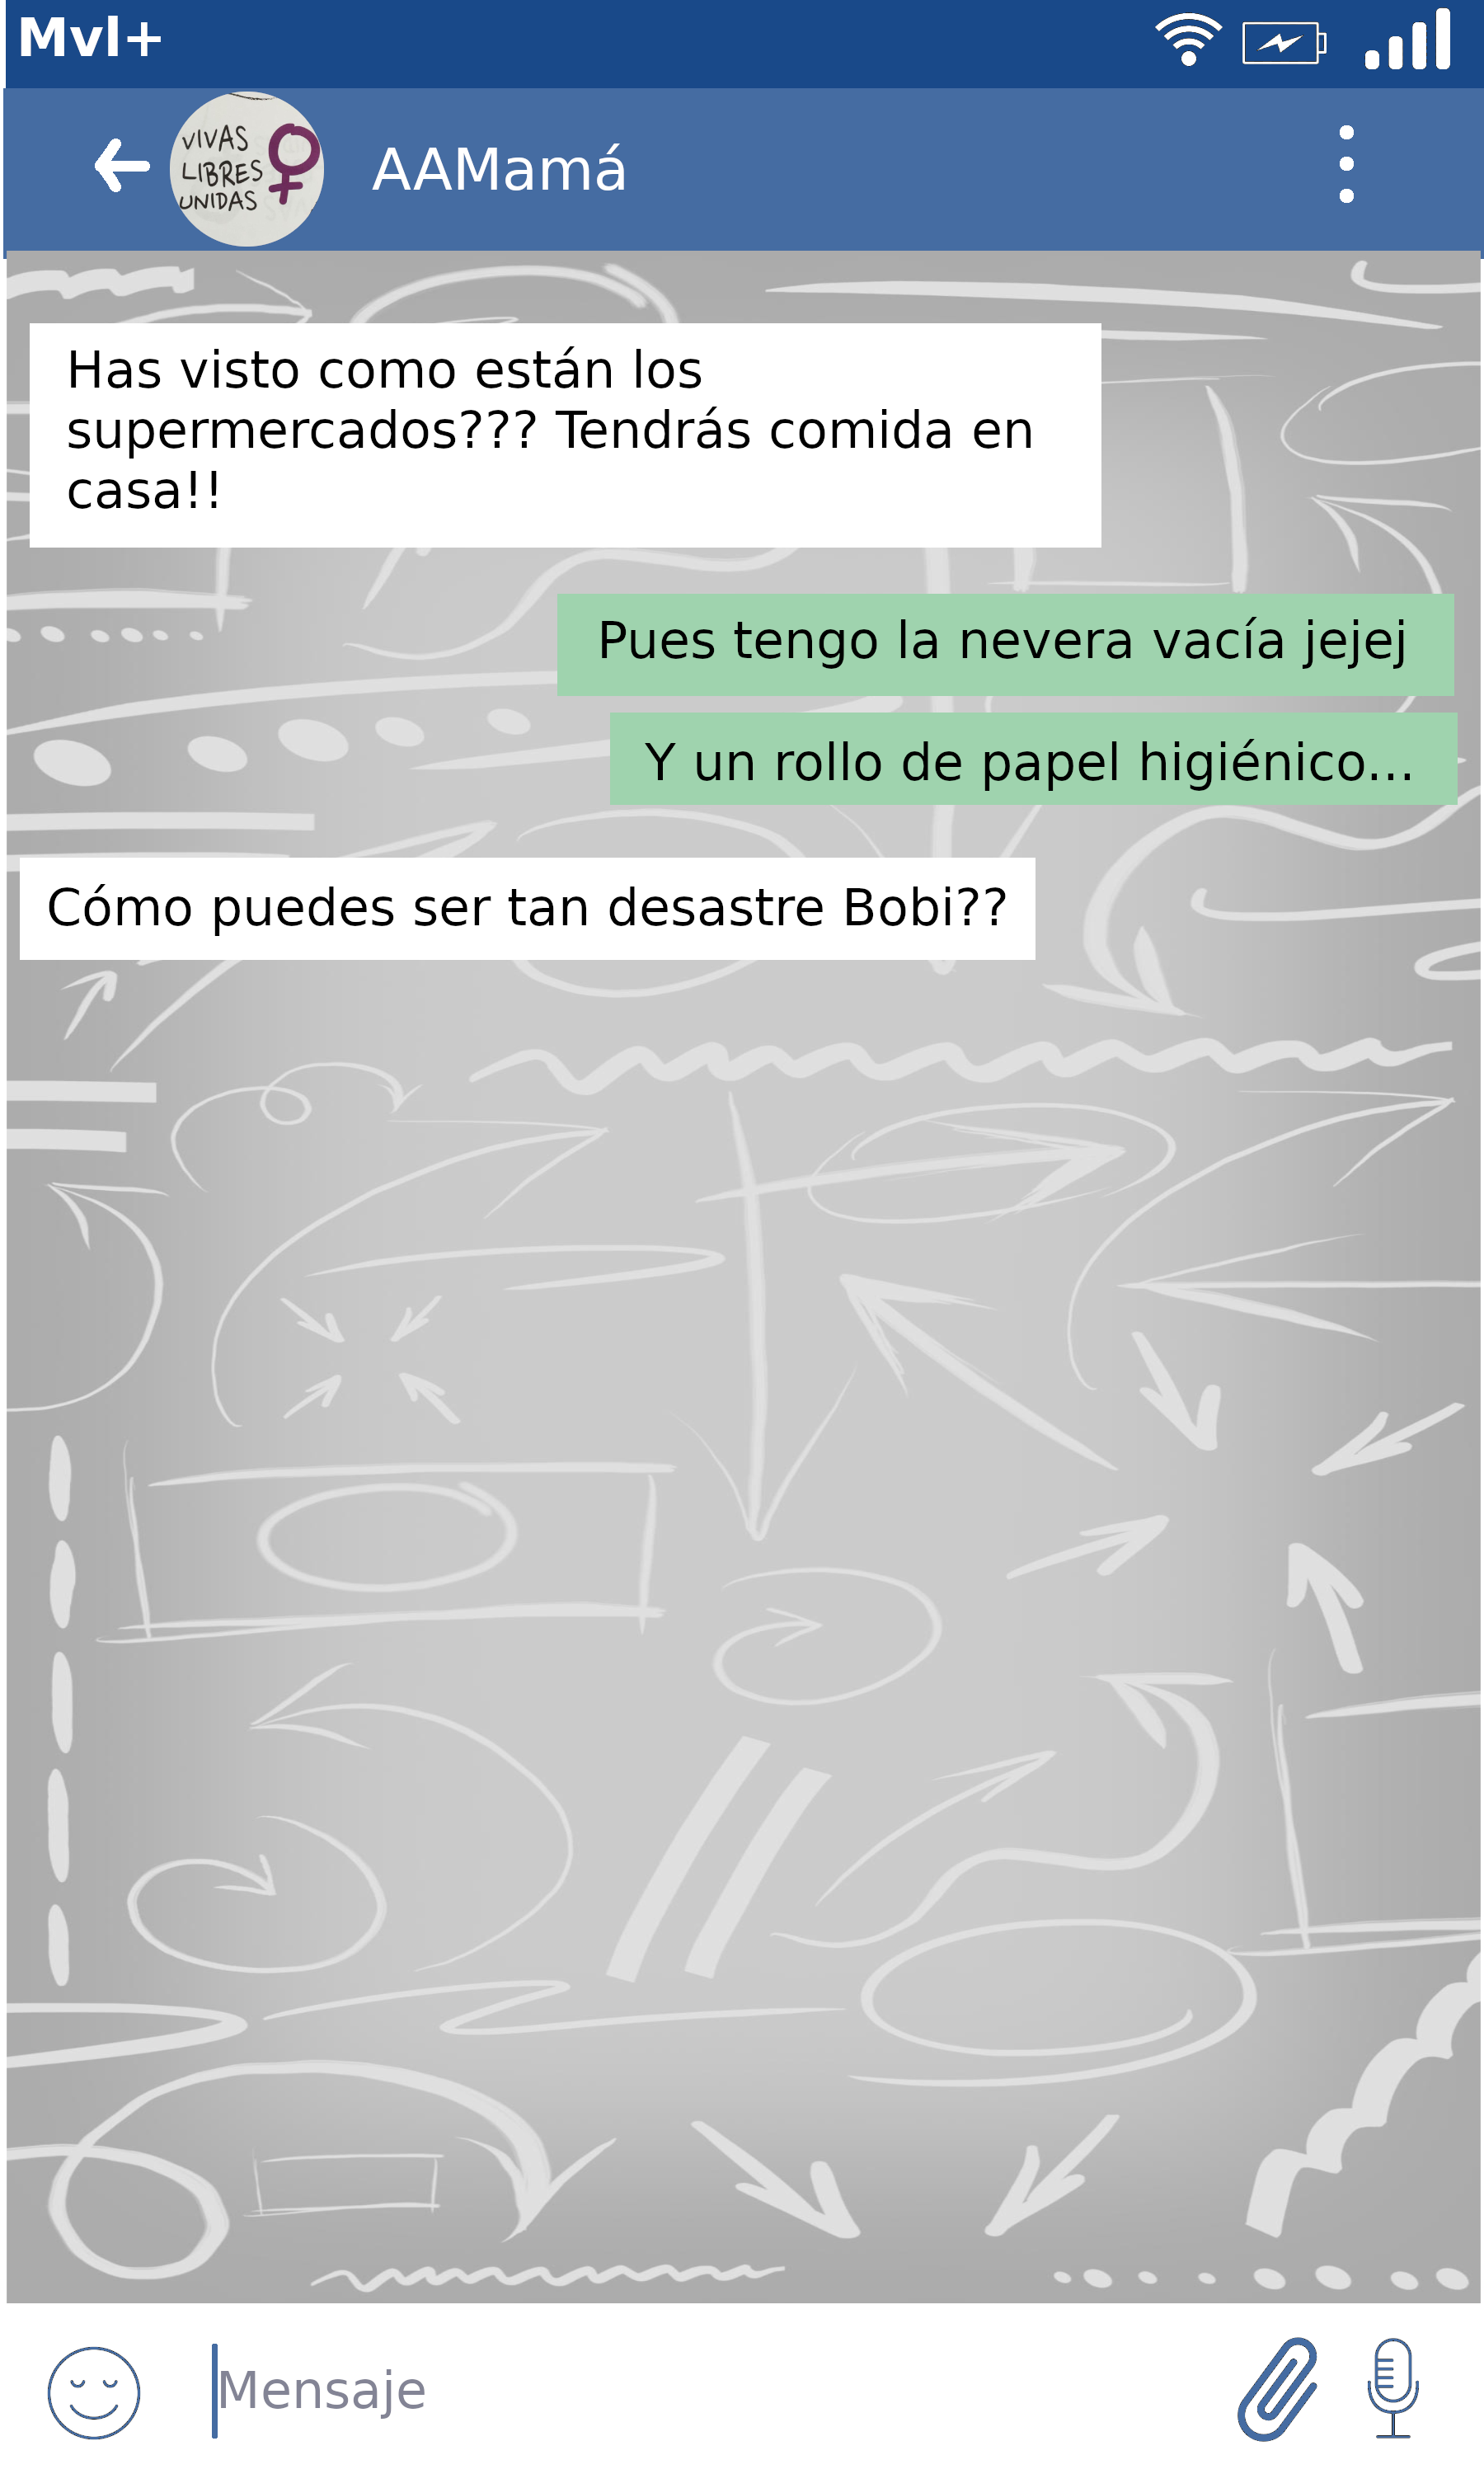 Mvl+
VIVAS
LIBRES
UNIDAS
AAMamá
Has visto como están los
supermercados??? Tendrás comida en
casa!!
Pues tengo la nevera vacía jejej
Y un rollo de papel higiénico...
Cómo puedes ser tan desastre Bobi??
Mensaje